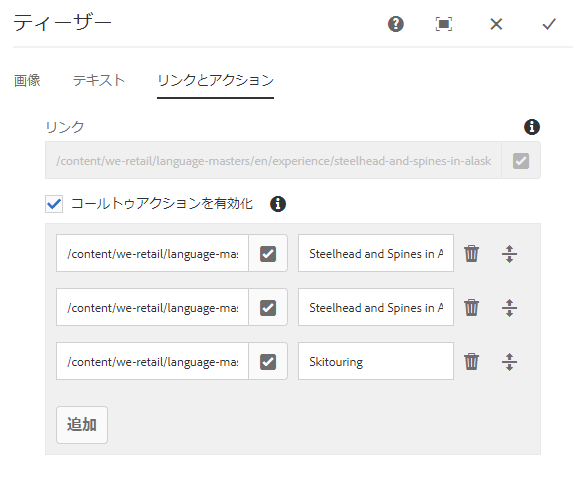 ティーザー
画像 テキスト リンクとアクション
リンク
/content/we-retail/language-masters/en/experience/steelhead-and-spines-in-alask
コールトゥアクションを有効化
/content/we-retail/language-mas Steelhead and Spines in A
/content/we-retail/language-mas Steelhead and Spines in A
/content/we-retail/language-mas Skitouring
追加